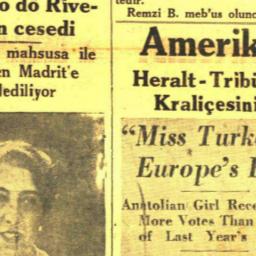 o do Rive-
n cesedi
mahsusa ile
en Madrit'e
lediliyor
tedir.
Remzi B. meb'us olunc
Amerik
Heralt-Tribü
Kraliçesini
"Miss Turk
Europe's
Anatolian Girl Rece
More Votes Than
of Last Year's